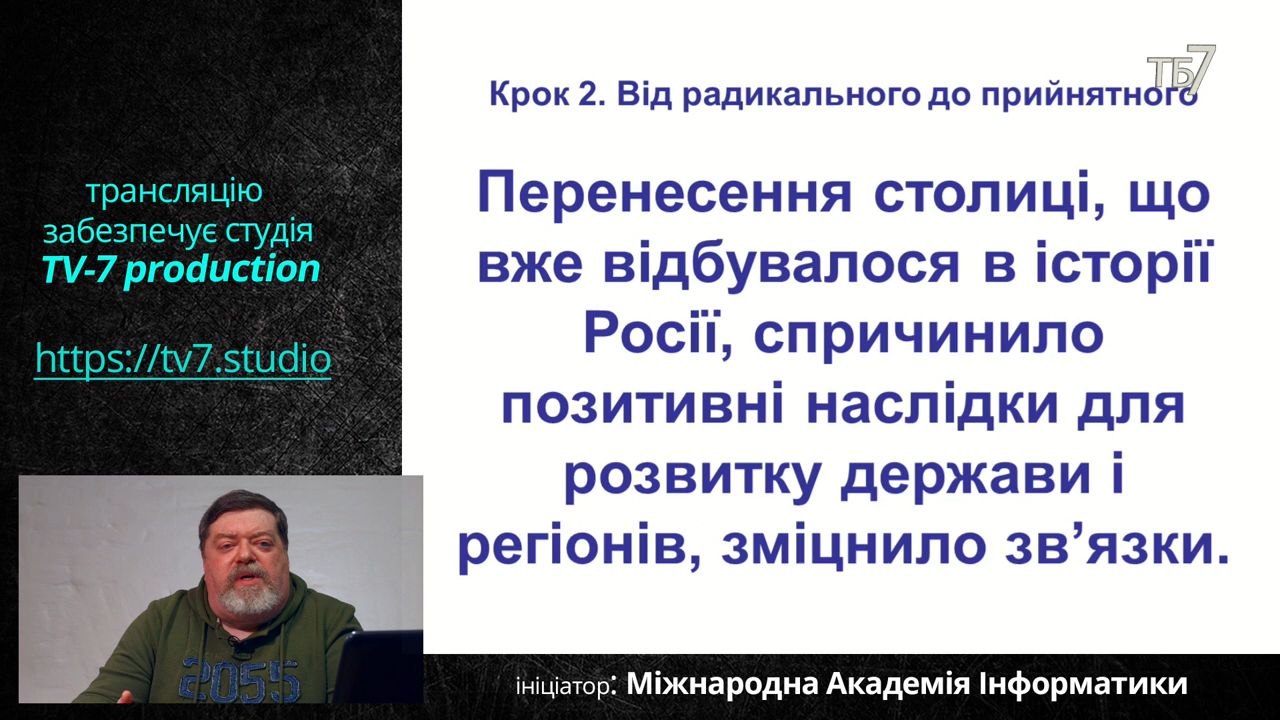 трансляцію
забезпечує студія
TV-7 production
https://tv7.studio
ТБ7
Крок 2. Від радикального до прийнятного
Перенесення столиці, що
вже відбувалося в історії
Росії, спричинило
позитивні наслідки для
розвитку держави і
регіонів, зміцнило зв’язки.
2055
ініціатор: Міжнародна Академія Інформатики